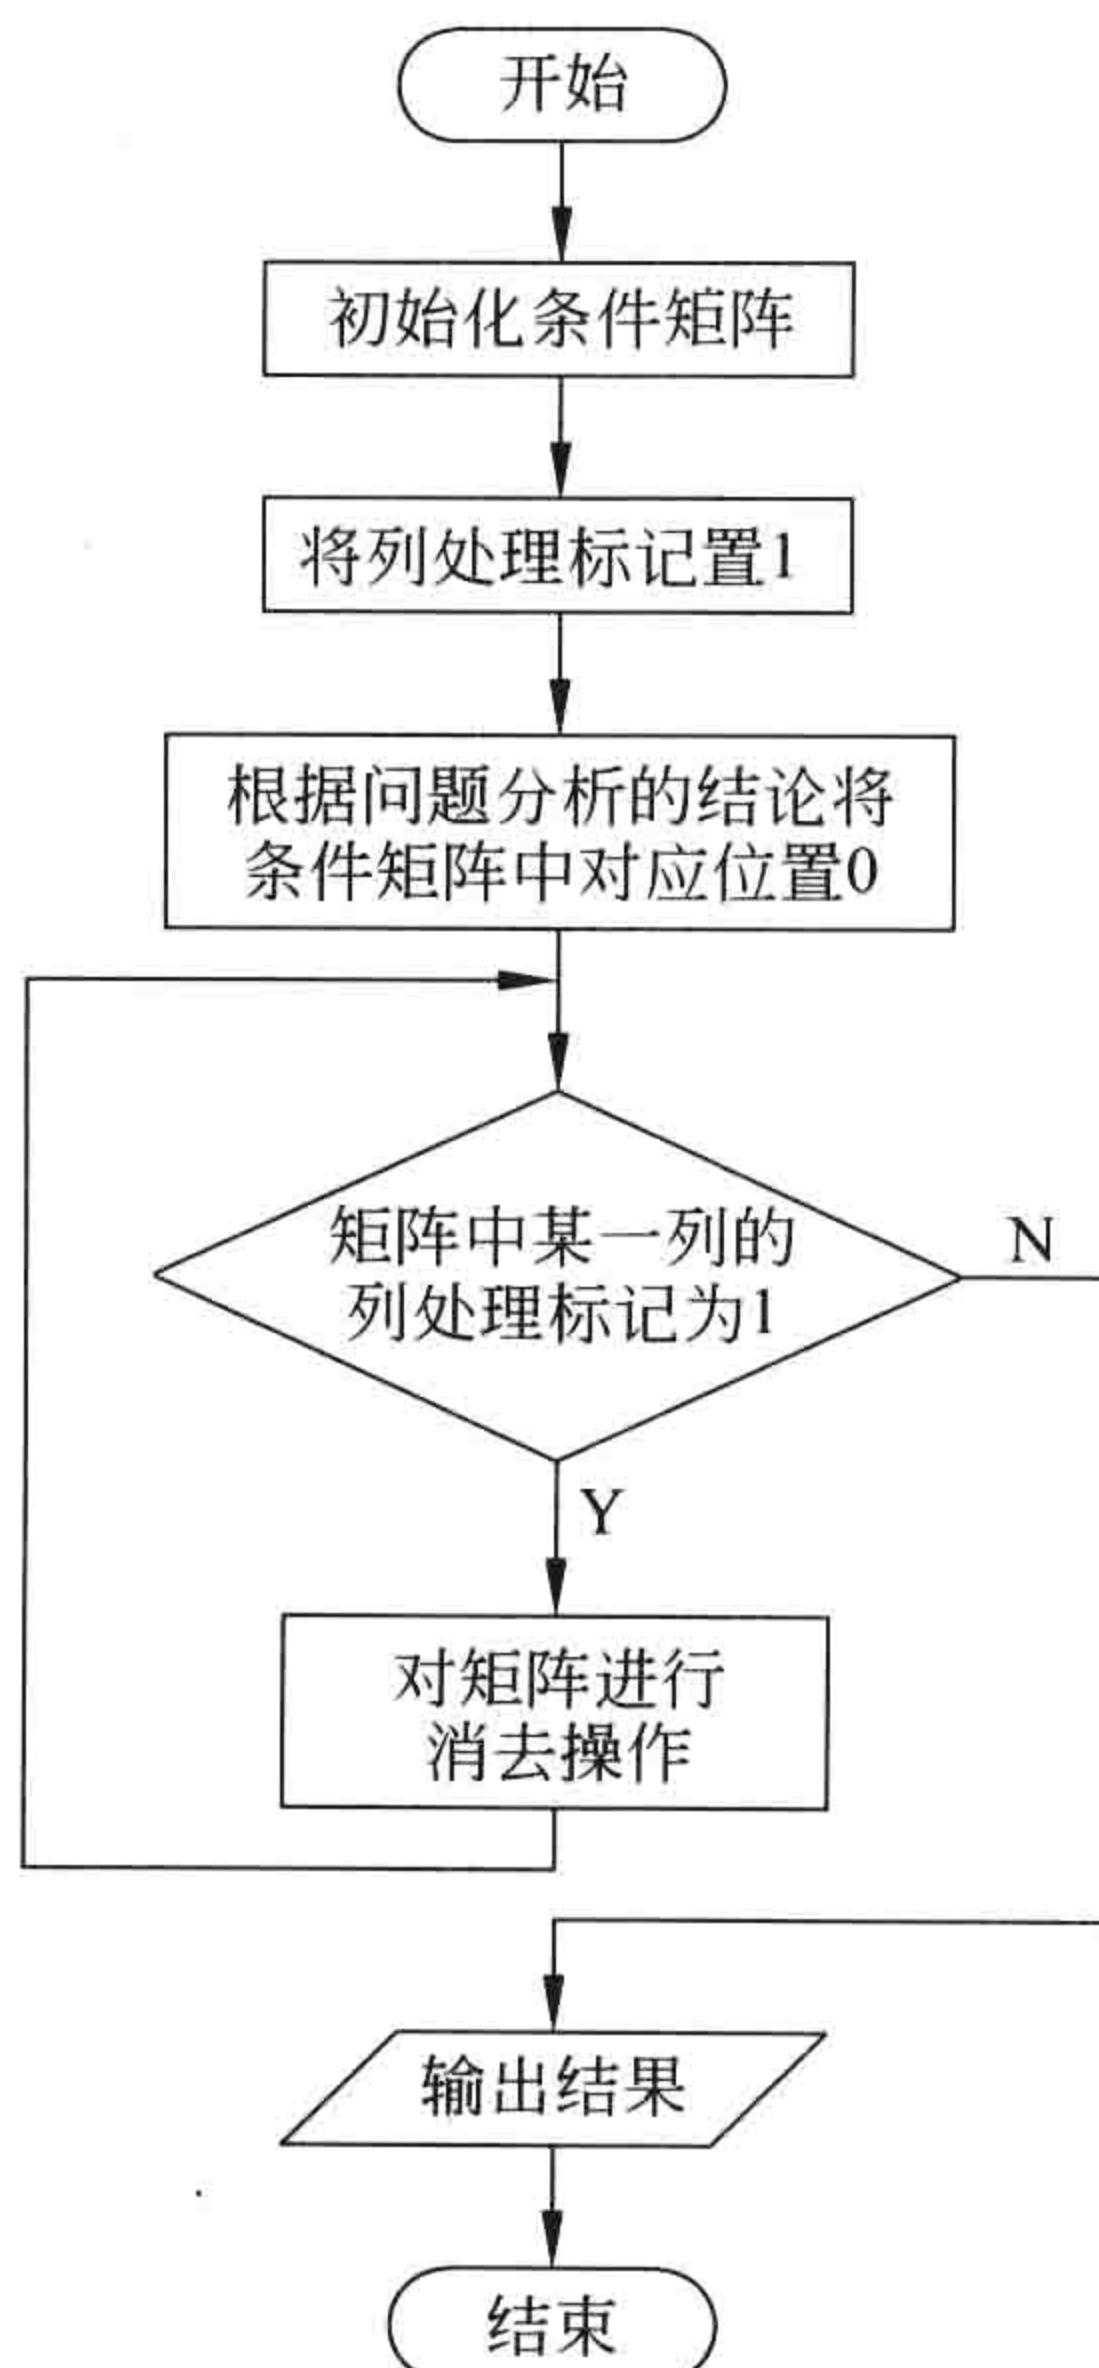 开始
初始化条件矩阵
将列处理标记置1
根据问题分析的结论将
条件矩阵中对应位置0
矩阵中某一列的
列处理标记为1
N
Y
对矩阵进行
消去操作
输出结果
结束